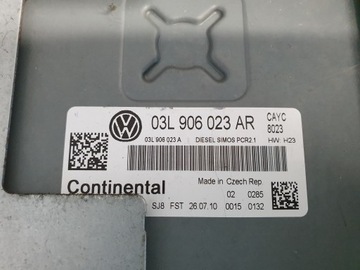 03L 906 023 AR CAYC
8023
03L 906 023 A DIESEL SIMOS PCR2.1 HW H23
Made in Czech Rep
Continental 02 0285
SJ8 FST 26.07.10 0015 0132